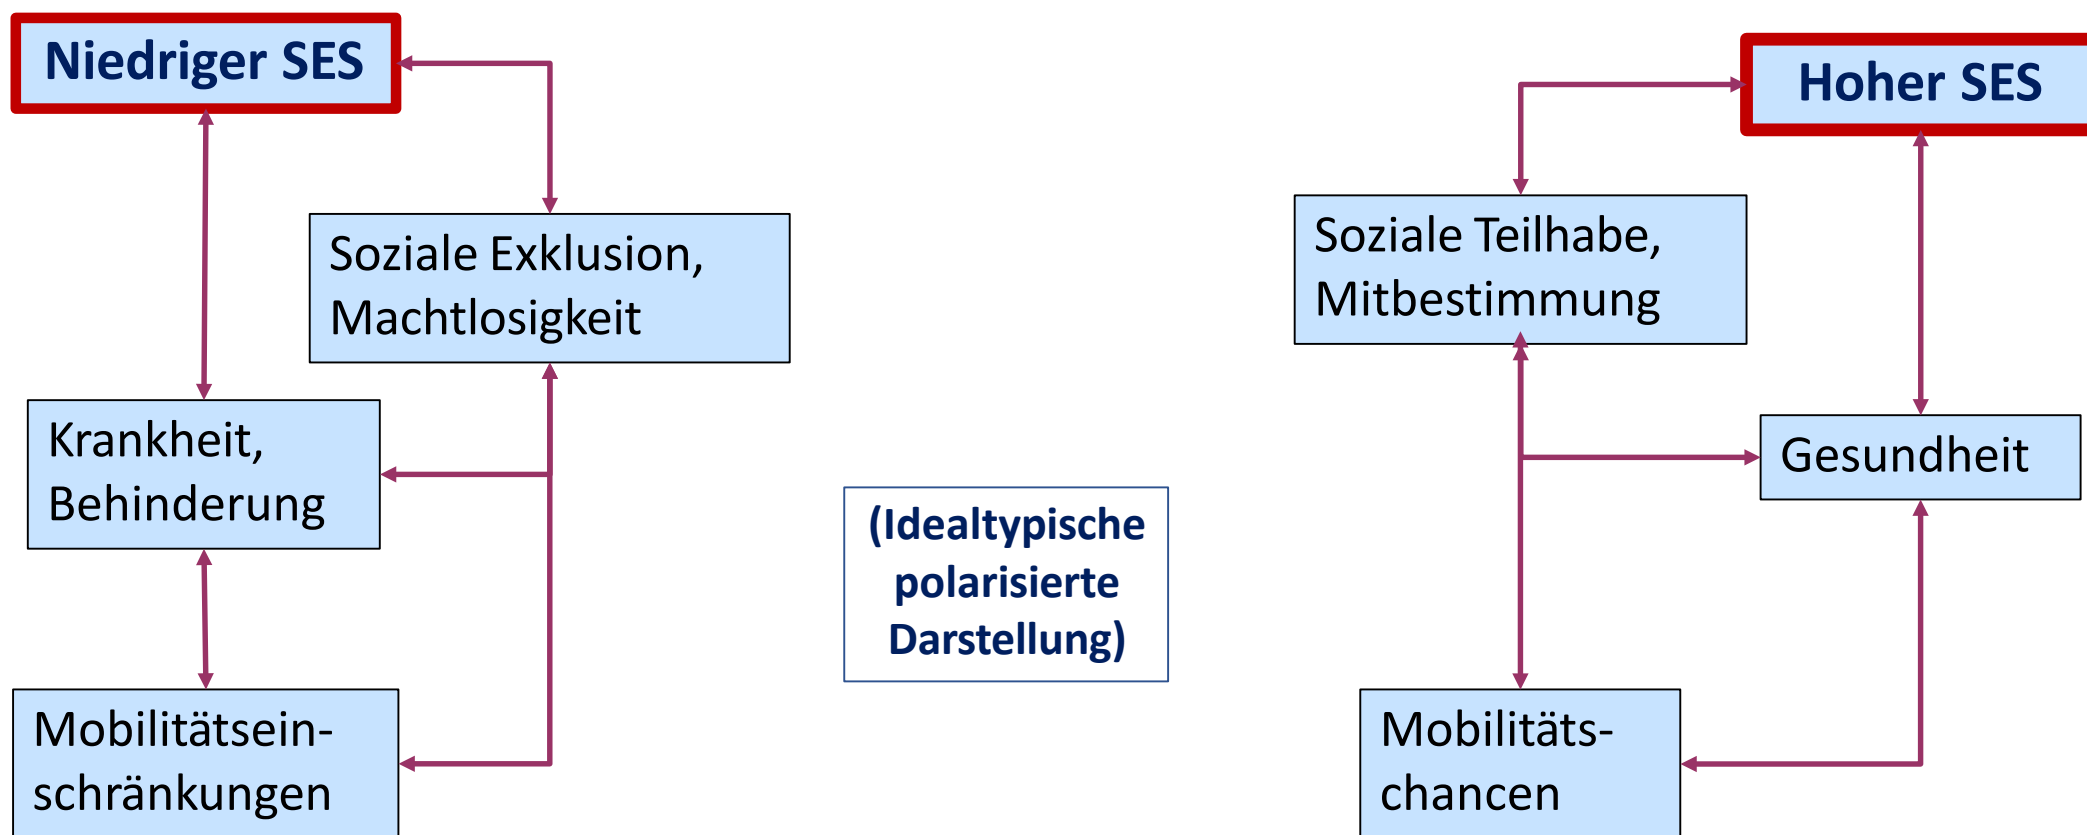 Niedriger SES
Soziale Exklusion,
Machtlosigkeit
Krankheit,
Behinderung
Mobilitätsein-
schränkungen
(Idealtypische
polarisierte
Darstellung)
Hoher SES
Soziale Teilhabe,
Mitbestimmung
Gesundheit
Mobilitäts-
chancen